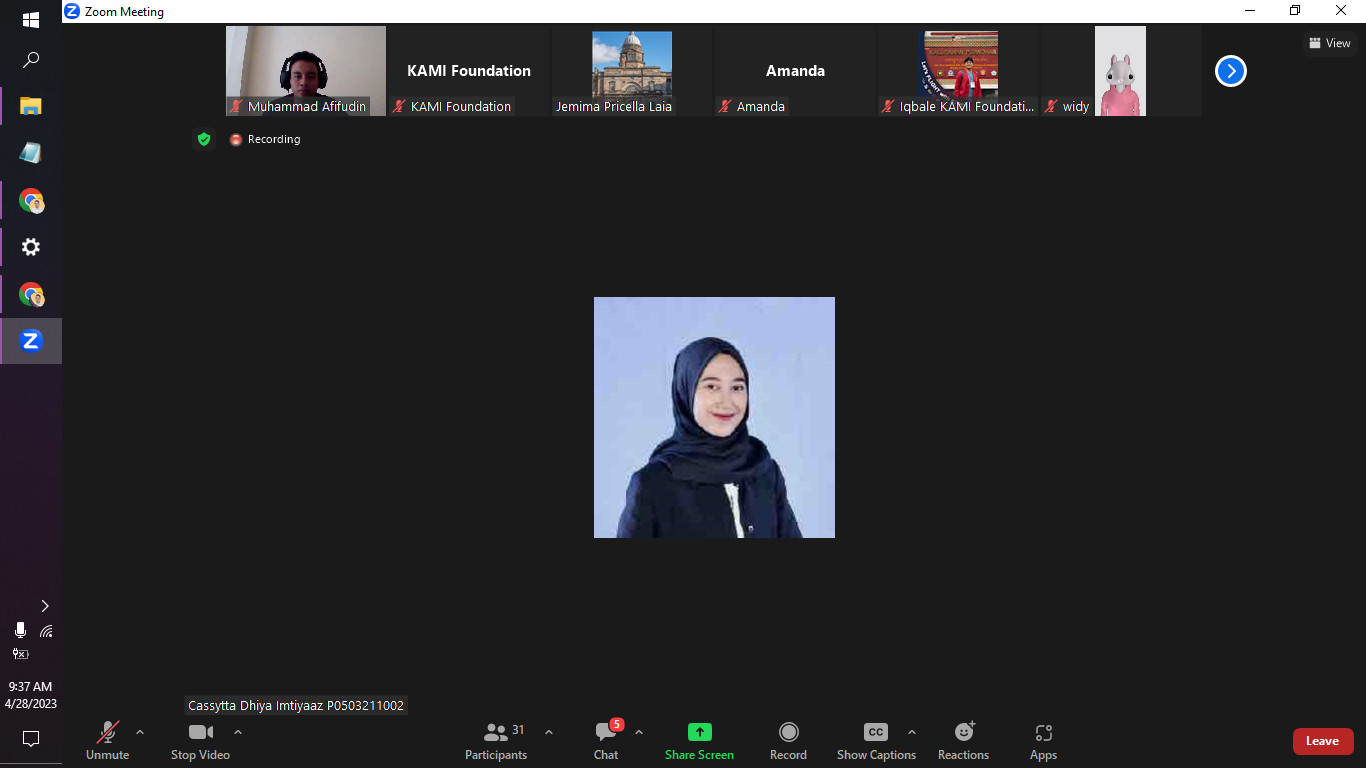 Zoom Meeting
KAMI Foundation
Amanda
Muhammad Afifudin
KAMI Foundation
Jemima Pricella Laia
Amanda
Iqbale KAMI Foundati...
widy
View
Recording
9:37 AM
4/28/2023
Cassytta Dhiya Imtiyaaz P0503211002
Unmute
Stop Video
Participants
31
Chat
5
Share Screen
Record
CC
Show Captions
Reactions
Apps
Leave